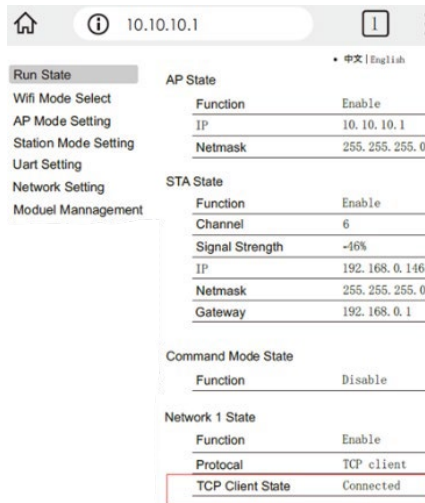 10.10.10.1 1
• 中文|English
Run State
Wifi Mode Select
AP Mode Setting
Station Mode Setting
Uart Setting
Network Setting
Moduel Mannagement
AP State
Function Enable
IP 10.10.10.1
Netmask 255.255.255.0
STA State
Function Enable
Channel 6
Signal Strength -46%
IP 192.168.0.146
Netmask 255.255.255.0
Gateway 192.168.0.1
Command Mode State
Function Disable
Network 1 State
Function Enable
Protocal TCP client
TCP Client State Connected